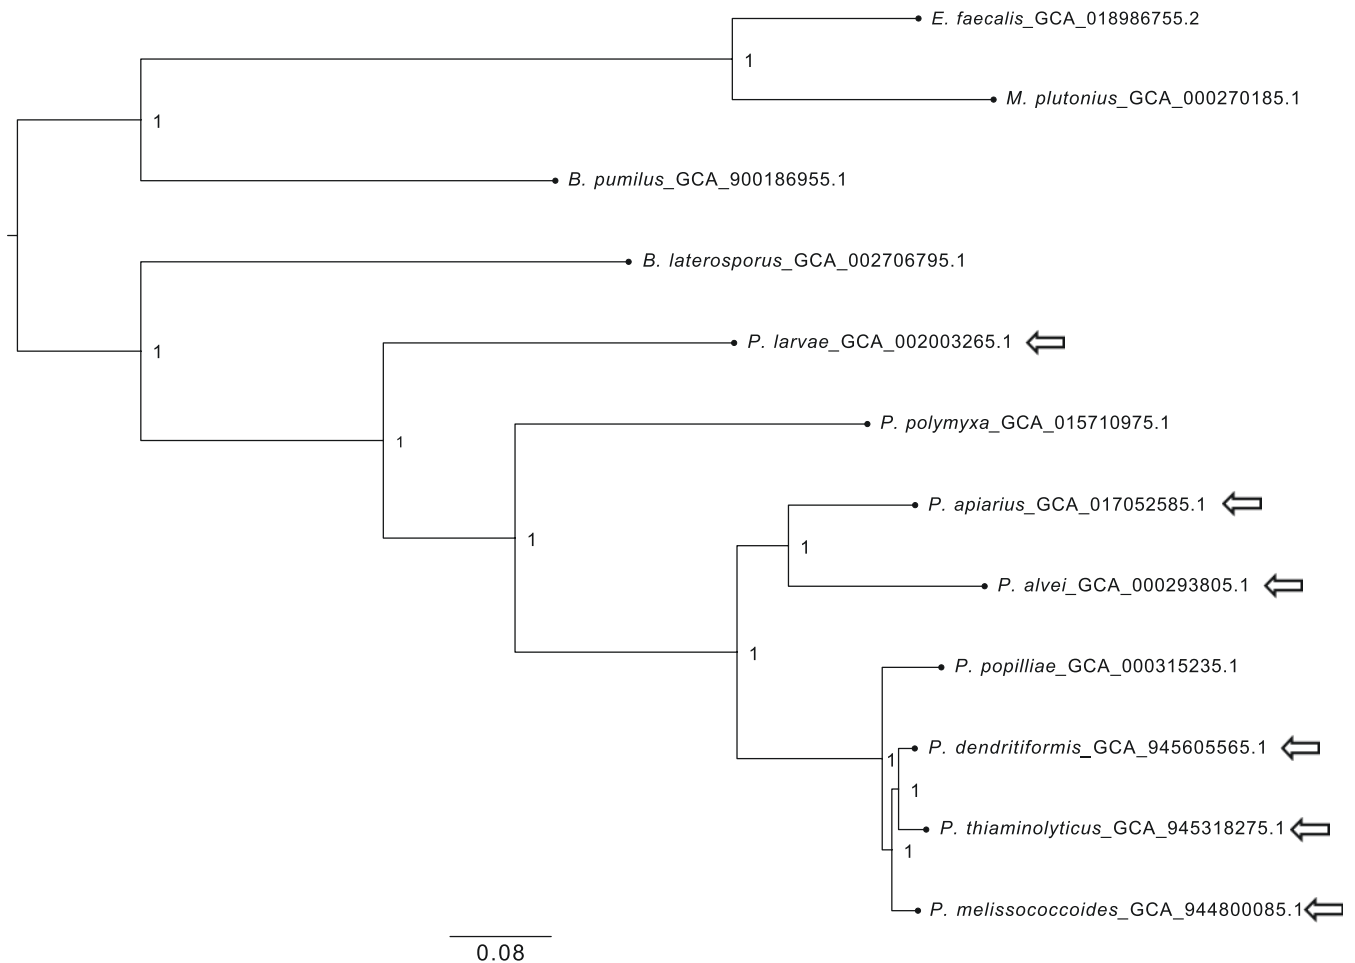 E. faecalis_GCA_018986755.2
1
M. plutonius_GCA_000270185.1
1
B. pumilus_GCA_900186955.1
B. laterosporus_GCA_002706795.1
1
P. larvae_GCA_002003265.1
1
P. polymyxa_GCA_015710975.1
P. apiarius_GCA_017052585.1
1
1
P. alvei_GCA_000293805.1
1
P. popilliae_GCA_000315235.1
P. dendritiformis_GCA_945605565.1
1
1
P. thiaminolyticus_GCA_945318275.1
1
P. melissococcoides_GCA_944800085.1
0.08